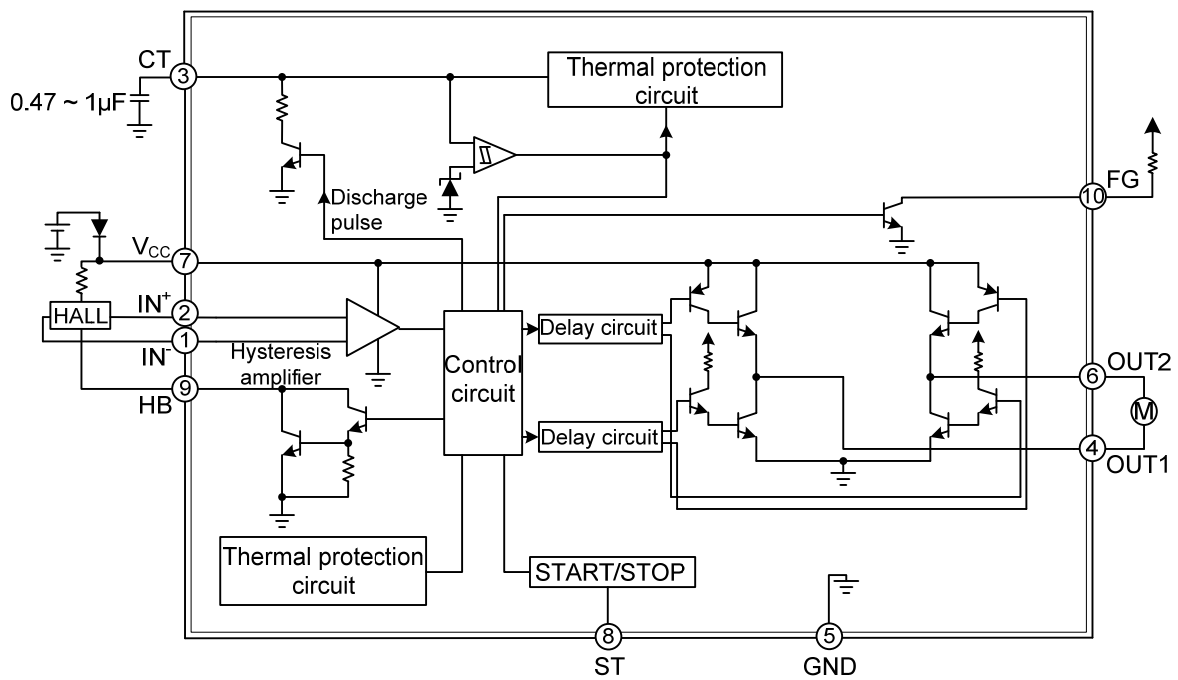 CT
3
Thermal protection
circuit
0.47 ~ 1µF
FG
10
Discharge
pulse
VCC
7
IN+
2
HALL
1
IN-
Hysteresis
amplifier
Delay circuit
Control
circuit
OUT2
6
9
HB
M
Delay circuit
4
OUT1
Thermal protection
circuit
START/STOP
8
ST
5
GND